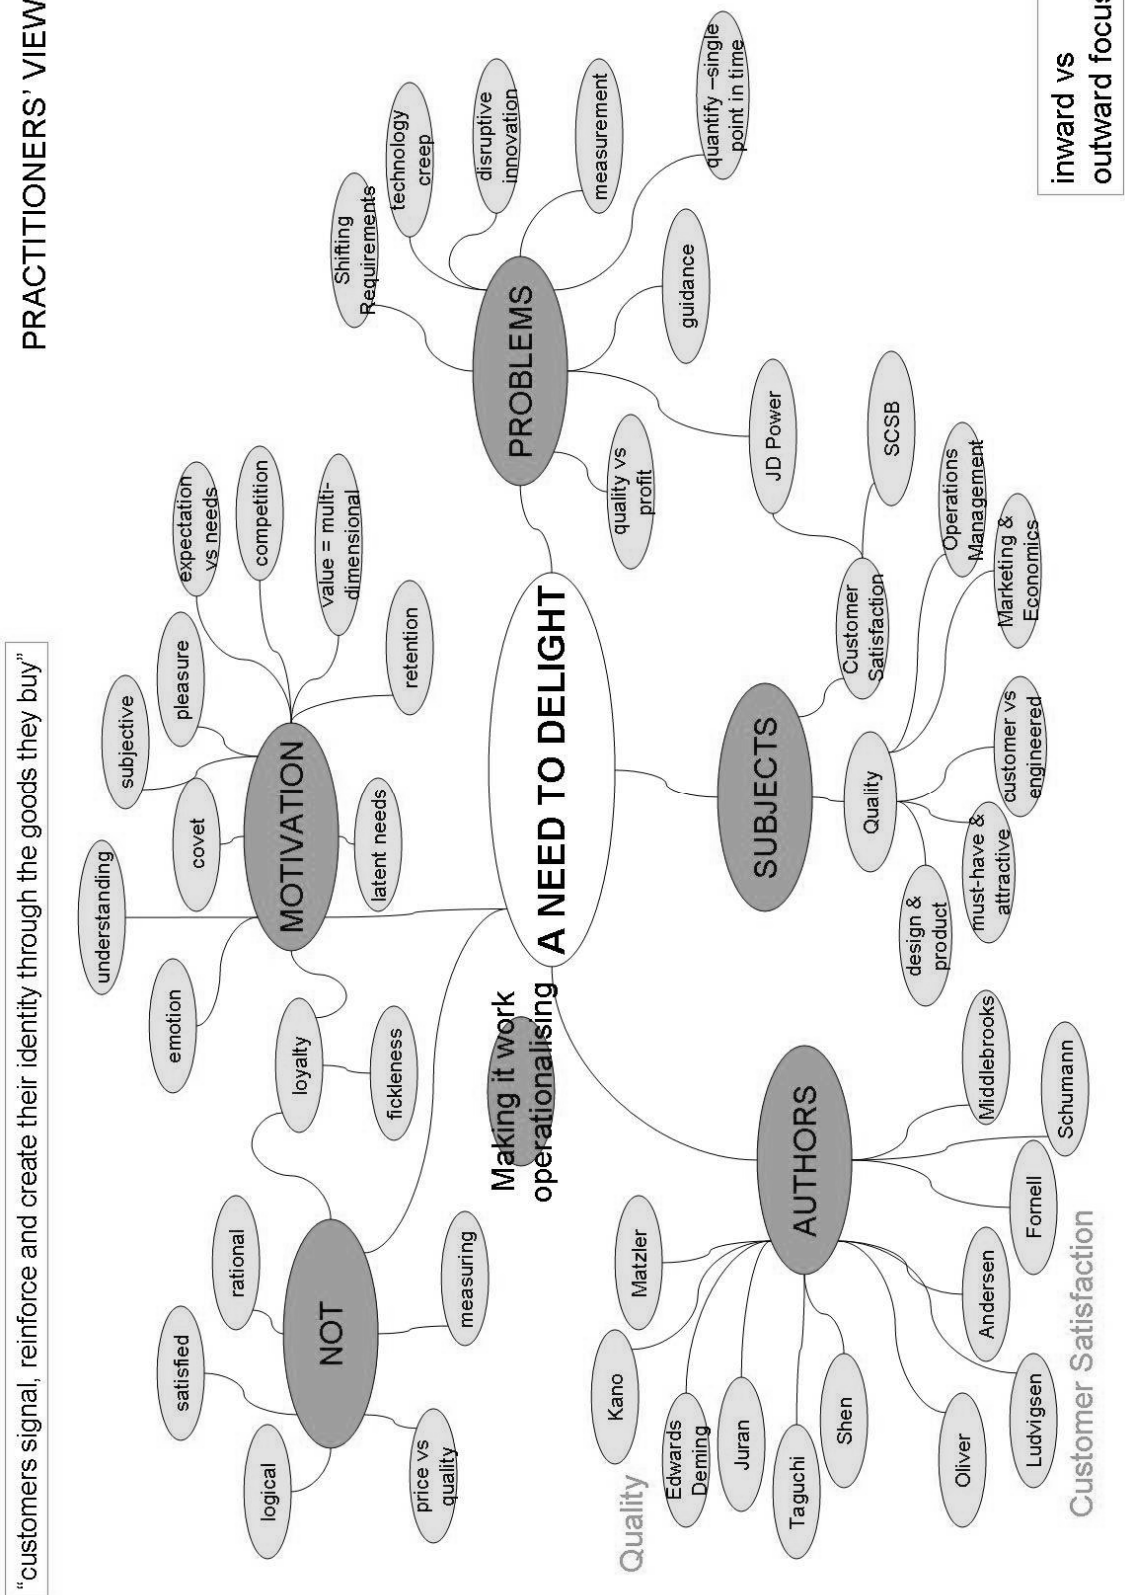 PRACTITIONERS’ VIEW
“customers signal, reinforce and create their identity through the goods they buy”
understanding
subjective
emotion
pleasure
covet
expectation
vs needs
competition
value = multi-
dimensional
retention
MOTIVATION
latent needs
loyalty
fickleness
satisfied
rational
logical
NOT
price vs
quality
measuring
Shifting
Requirements
technology
creep
disruptive
innovation
measurement
quantify –single
point in time
PROBLEMS
guidance
quality vs
profit
JD Power
A NEED TO DELIGHT
Making it work
operationalising
SUBJECTS
Customer
Satisfaction
SCSB
Quality
Operations
Management
Marketing &
Economics
customer vs
engineered
must-have &
attractive
design &
product
AUTHORS
Matzler
Kano
Edwards
Deming
Juran
Taguchi
Shen
Quality
Middlebrooks
Schumann
Fornell
Andersen
Ludvigsen
Oliver
Customer Satisfaction
inward vs
outward focus